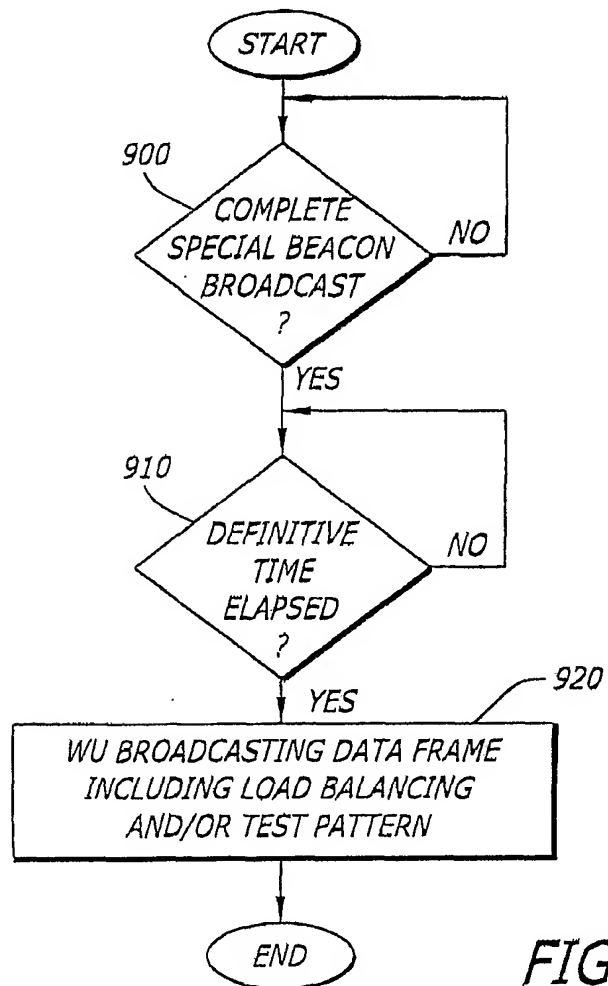 START
900
COMPLETE
SPECIAL BEACON
BROADCAST
?
NO
YES
910
DEFINITIVE
TIME
ELAPSED
?
NO
YES
920
WU BROADCASTING DATA FRAME
INCLUDING LOAD BALANCING
AND/OR TEST PATTERN
END
FIG